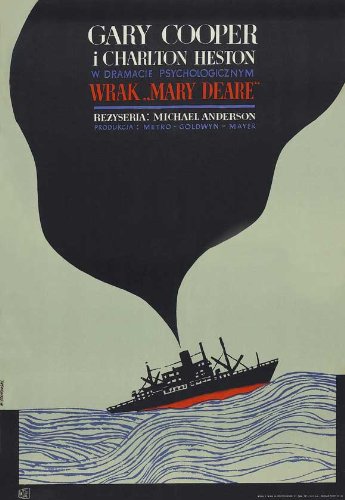 GARY COOPER
i CHARLTON HESTON
W DRAMACIE PSYCHOLOGICZNYM
WRAK „MARY DEARE"
REŻYSERIA: MICHAEL ANDERSON
PRODUKCJA: METRO - GOLDWYN - MAYER